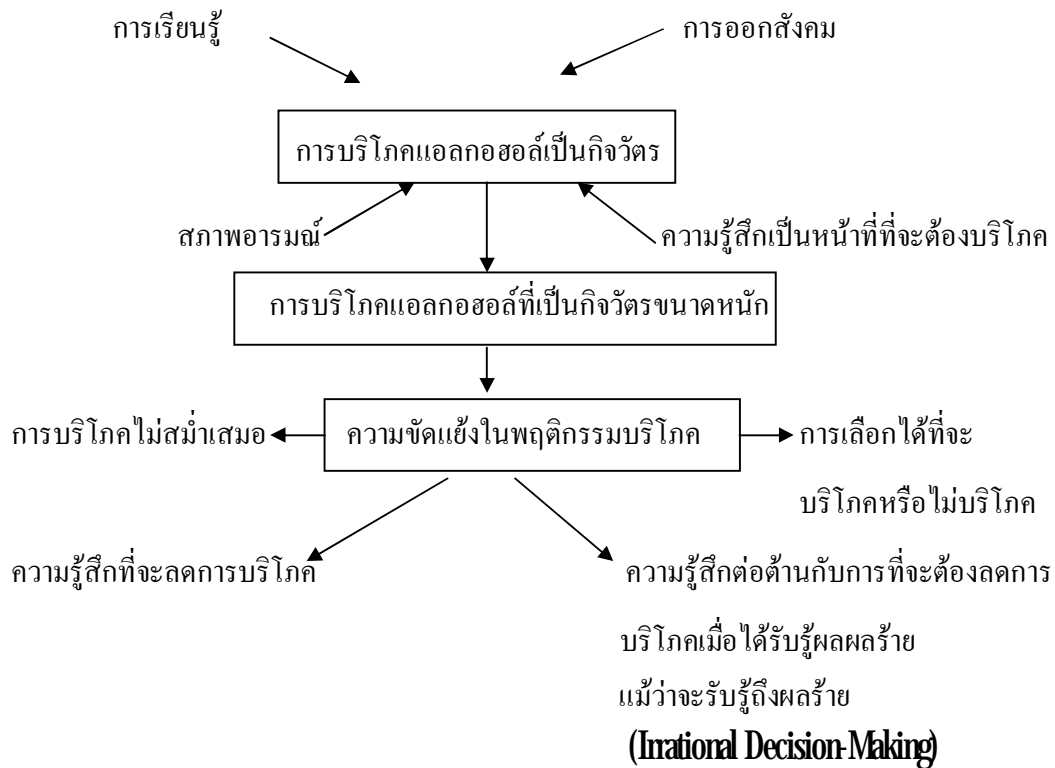 การเรียนรู้
การออกสังคม
การบริโภคแอลกอฮอล์เป็นกิจวัตร
สภาพอารมณ์
ความรู้สึกเป็นหน้าที่ที่จะต้องบริโภค
การบริโภคแอลกอฮอล์ที่เป็นกิจวัตรขนาดหนัก
การบริโภคไม่สม่ำเสมอ
ความขัดแย้งในพฤติกรรมบริโภค
การเลือกได้ที่จะ
บริโภคหรือไม่บริโภค
ความรู้สึกที่จะลดการบริโภค
ความรู้สึกต่อต้านกับการที่จะต้องลดการ
บริโภคเมื่อได้รับรู้ผลผลร้าย
แม้ว่าจะรับรู้ถึงผลร้าย
(Irrational Decision-Making)